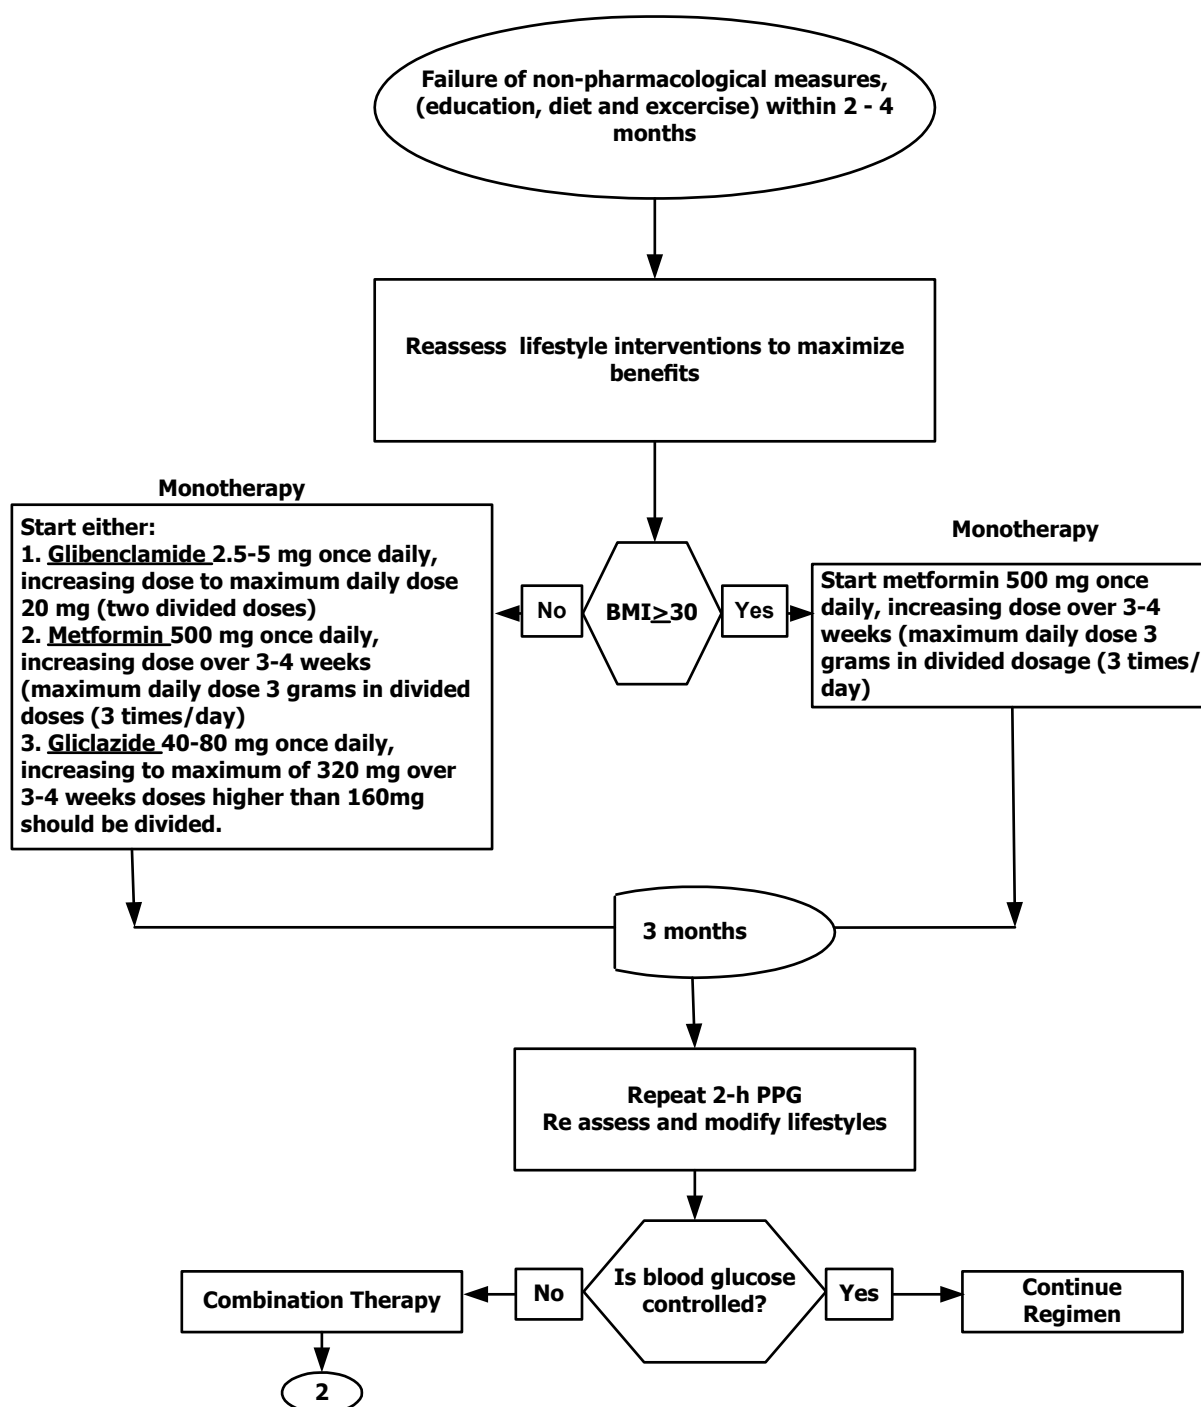 Failure of non-pharmacological measures,
(education, diet and excercise) within 2 - 4
months
Reassess  lifestyle interventions to maximize
benefits
Monotherapy
Start either:
1. Glibenclamide 2.5-5 mg once daily,
increasing dose to maximum daily dose
20 mg (two divided doses)
2. Metformin 500 mg once daily,
increasing dose over 3-4 weeks
(maximum daily dose 3 grams in divided
doses (3 times/day)
3. Gliclazide 40-80 mg once daily,
increasing to maximum of 320 mg over
3-4 weeks doses higher than 160mg
should be divided.
No
BMI≥30
Yes
Monotherapy
Start metformin 500 mg once
daily, increasing dose over 3-4
weeks (maximum daily dose 3
grams in divided dosage (3 times/
day)
3 months
Repeat 2-h PPG
Re assess and modify lifestyles
Is blood glucose
controlled?
No
Yes
Combination Therapy
Continue
Regimen
2